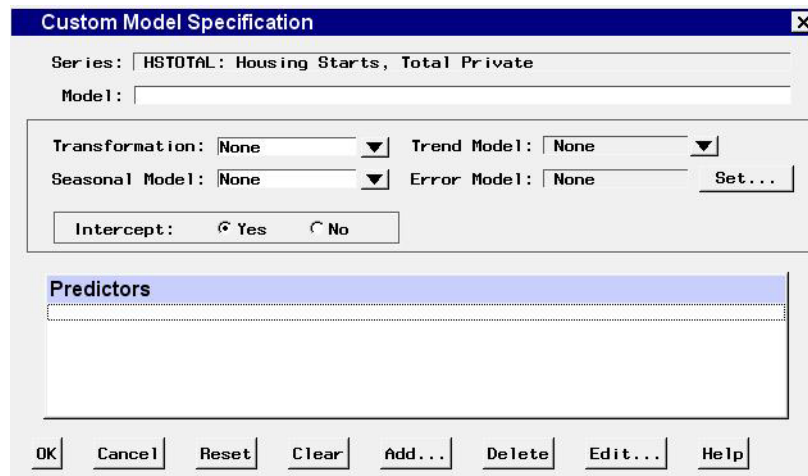 Custom Model Specification
Series: HSTOTAL: Housing Starts, Total Private
Model:
Transformation: None Trend Model: None
Seasonal Model: None Error Model: None Set...
Intercept: Yes No
Predictors
OK Cancel Reset Clear Add... Delete Edit... Help